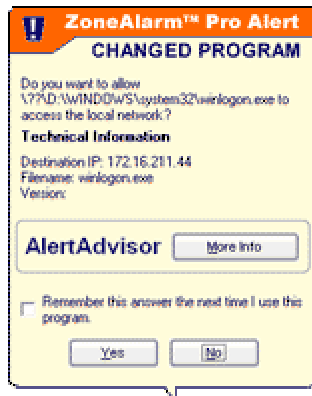 ZoneAlarm™ Pro Alert
CHANGED PROGRAM
Do you want to allow
\??\D:\WINDOWS\system32\winlogon.exe to
access the local network?
Technical Information
Destination IP: 172.16.211.44
Filename: winlogon.exe
Version:
AlertAdvisor
More Info
Remember this answer the next time I use this
program.
Yes
No